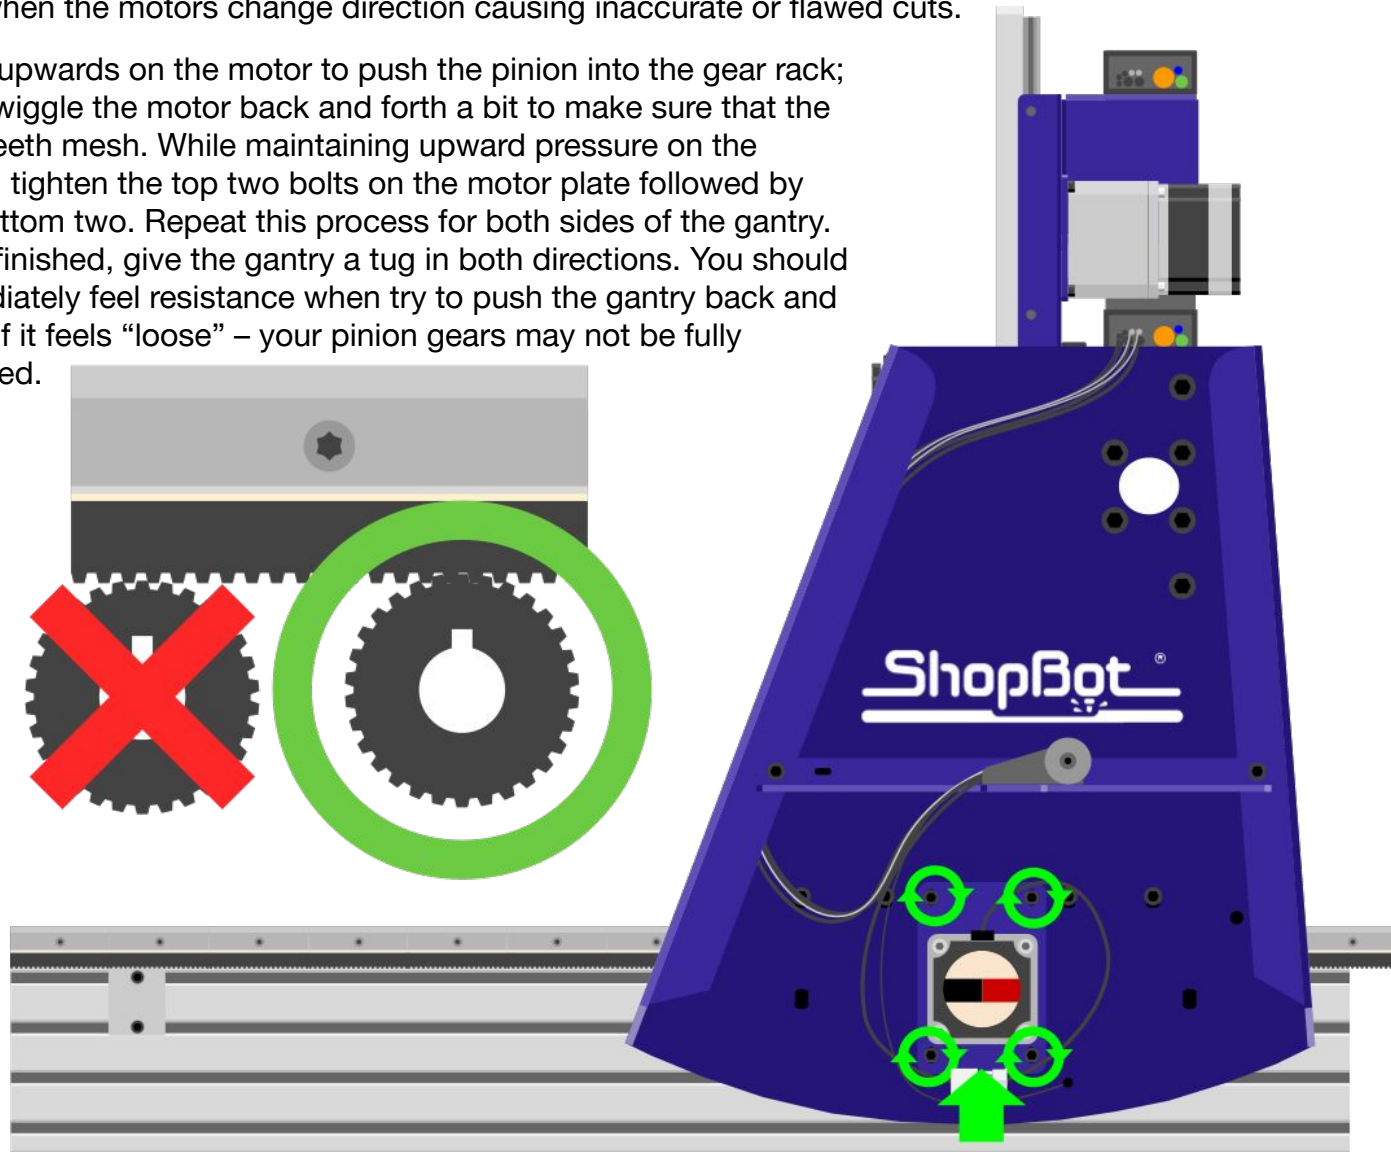 when the motors change direction causing inaccurate or flawed cuts.
upwards on the motor to push the pinion into the gear rack;
wiggle the motor back and forth a bit to make sure that the
eeth mesh. While maintaining upward pressure on the
tighten the top two bolts on the motor plate followed by
ttom two. Repeat this process for both sides of the gantry.
finished, give the gantry a tug in both directions. You should
diately feel resistance when try to push the gantry back and
f it feels “loose” – your pinion gears may not be fully
ed.
ShopBot®